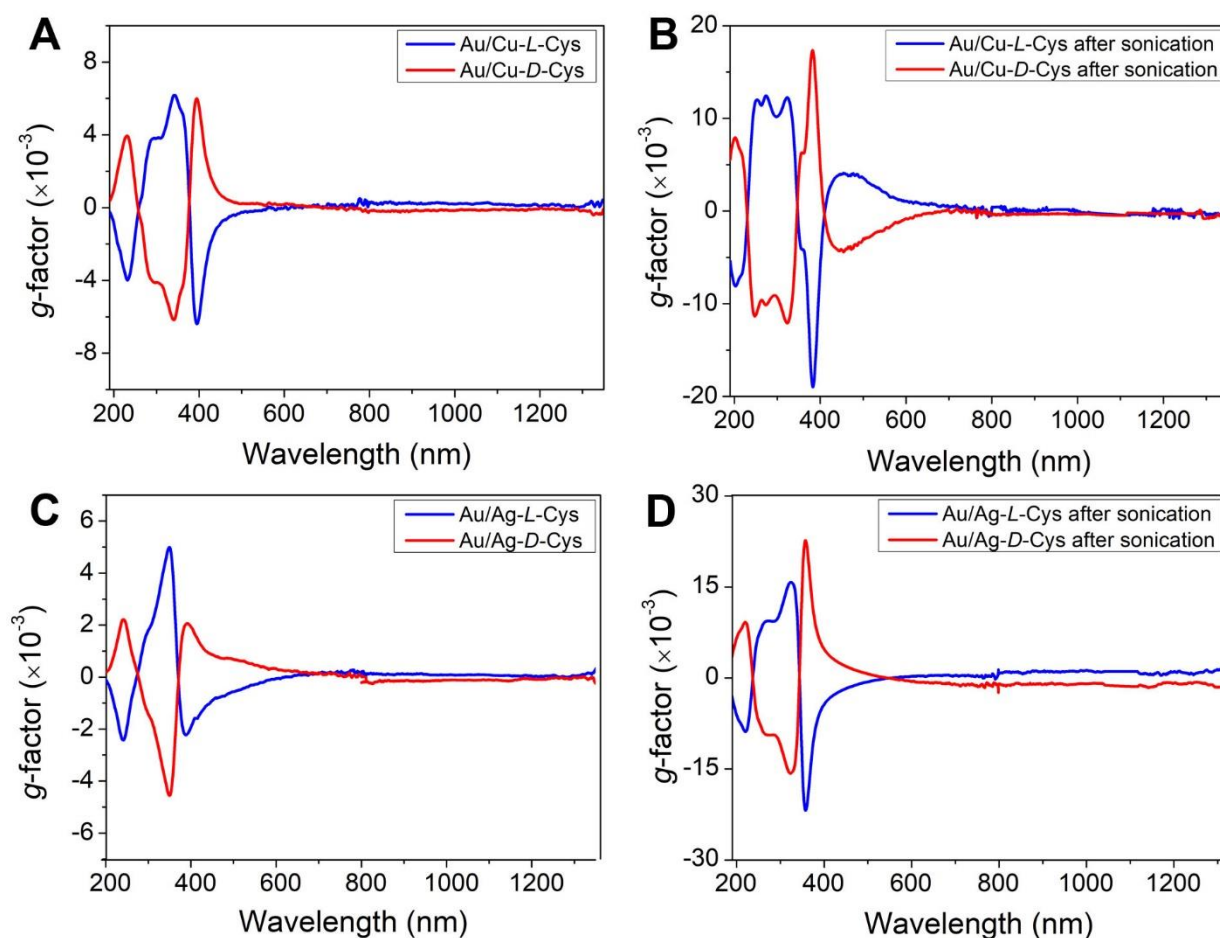 A
Au/Cu-L-Cys
Au/Cu-D-Cys
8
4
0
-4
-8
g-factor (×10⁻³)
200 400 600 800 1000 1200
Wavelength (nm)
B
Au/Cu-L-Cys after sonication
Au/Cu-D-Cys after sonication
20
10
0
-10
-20
g-factor (×10⁻³)
200 400 600 800 1000 1200
Wavelength (nm)
C
Au/Ag-L-Cys
Au/Ag-D-Cys
6
4
2
0
-2
-4
-6
g-factor (×10⁻³)
200 400 600 800 1000 1200
Wavelength (nm)
D
Au/Ag-L-Cys after sonication
Au/Ag-D-Cys after sonication
30
15
0
-15
-30
g-factor (×10⁻³)
200 400 600 800 1000 1200
Wavelength (nm)